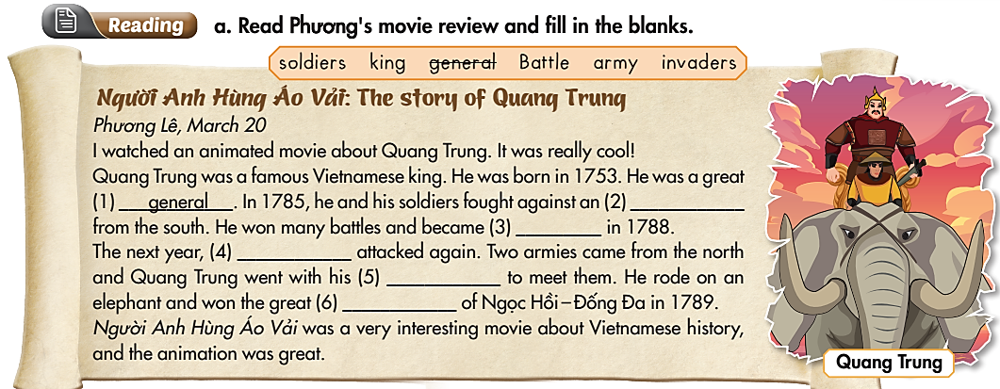 Reading a. Read Phương's movie review and fill in the blanks.
soldiers king general Battle army invaders
Người Anh Hùng Áo Vải: The story of Quang Trung
Phương Lê, March 20
I watched an animated movie about Quang Trung. It was really cool!
Quang Trung was a famous Vietnamese king. He was born in 1753. He was a great
(1) ___general___. In 1785, he and his soldiers fought against an (2) ____________
from the south. He won many battles and became (3) _________ in 1788.
The next year, (4) ____________ attacked again. Two armies came from the north
and Quang Trung went with his (5) ____________ to meet them. He rode on an
elephant and won the great (6) ____________ of Ngọc Hồi–Đống Đa in 1789.
Người Anh Hùng Áo Vải was a very interesting movie about Vietnamese history,
and the animation was great.
Quang Trung